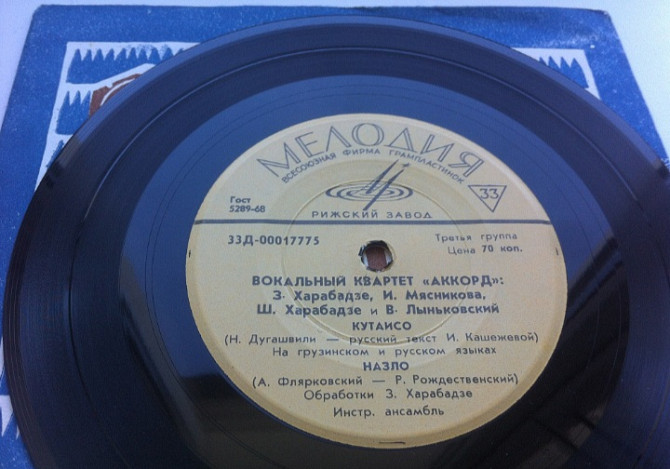 МЕЛОДИЯ
ВСЕСОЮЗНАЯ ФИРМА ГРАМПЛАСТИНОК
Гост
5289-68
33
РИЖСКИЙ ЗАВОД
33Д-00017775
Третья группа
Цена 70 коп.
ВОКАЛЬНЫЙ КВАРТЕТ «АККОРД»:
З. Харабадзе, И. Мясникова,
Ш. Харабадзе и В. Лыньковский
КУТАИСО
(Н. Дугашвили — русский текст И. Кашежевой)
На грузинском и русском языках
НАЗЛО
(А. Флярковский — Р. Рождественский)
Обработки З. Харабадзе
Инстр. ансамбль